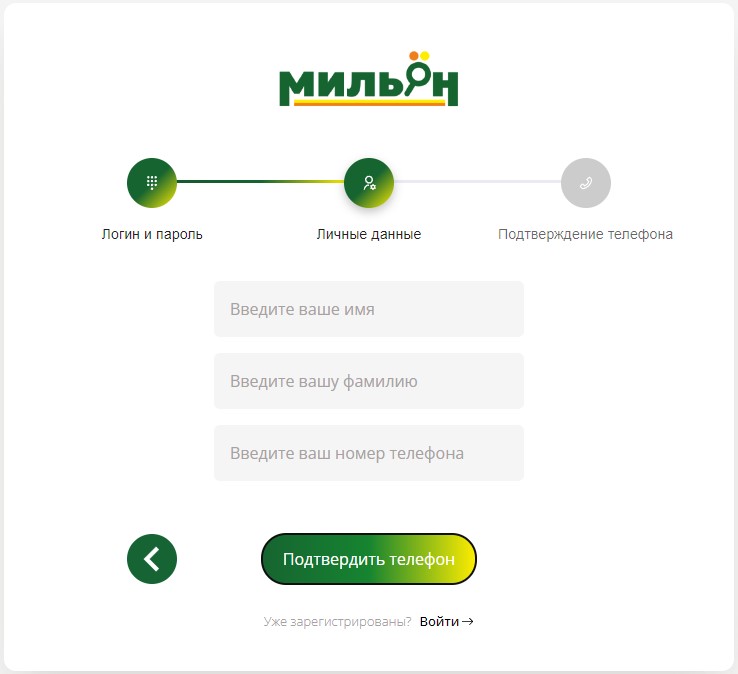 мильон
Логин и пароль
Личные данные
Подтверждение телефона
Введите ваше имя
Введите вашу фамилию
Введите ваш номер телефона
Подтвердить телефон
Уже зарегистрированы? Войти →